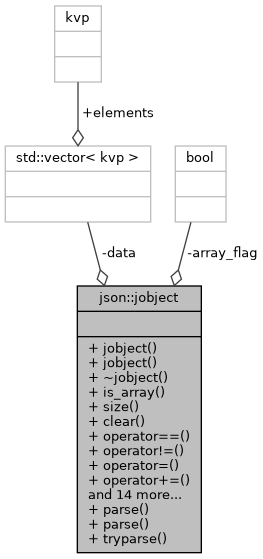 kvp
+elements
std::vector< kvp >
bool
-data
-array_flag
json::jobject
+ jobject()
+ jobject()
+ ~jobject()
+ is_array()
+ size()
+ clear()
+ operator==()
+ operator!=()
+ operator=()
+ operator+=()
and 14 more...
+ parse()
+ parse()
+ tryparse()